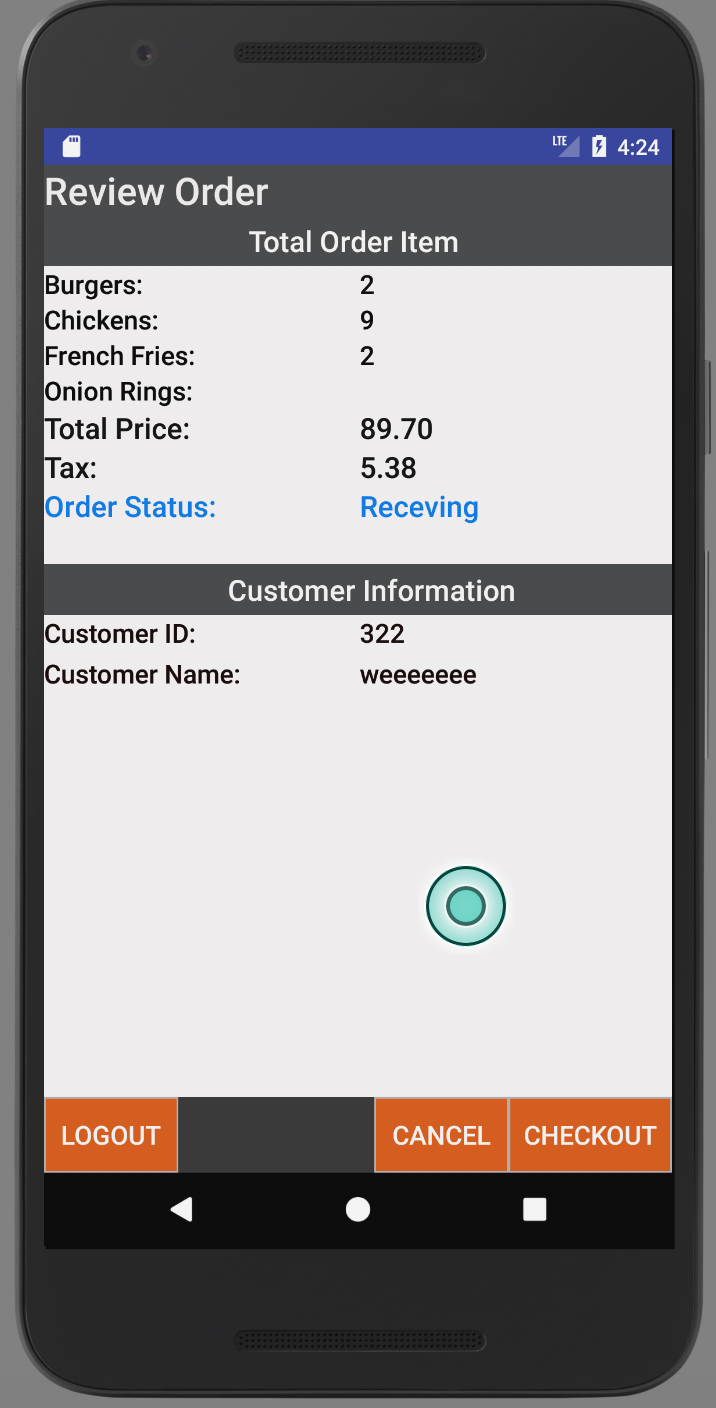 LTE 4:24
Review Order
Total Order Item
Burgers: 2
Chickens: 9
French Fries: 2
Onion Rings:
Total Price: 89.70
Tax: 5.38
Order Status: Receving
Customer Information
Customer ID: 322
Customer Name: weeeeeee
LOGOUT CANCEL CHECKOUT